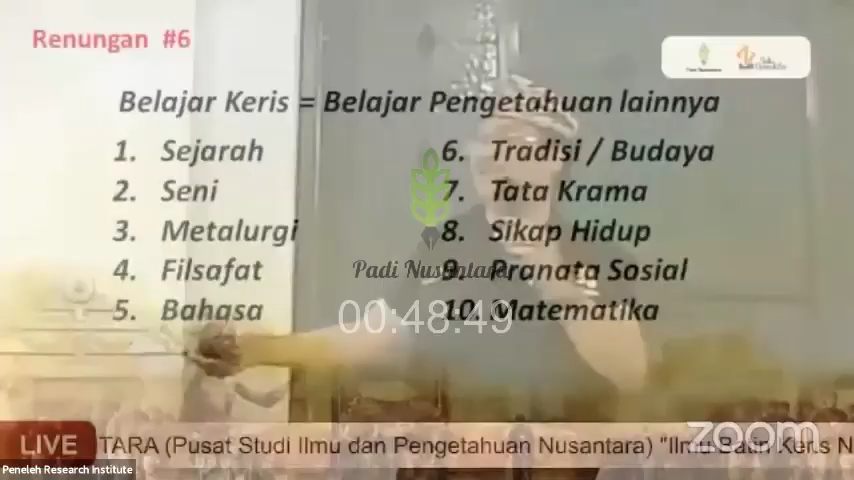 Renungan #6
Belajar Keris = Belajar Pengetahuan lainnya
1. Sejarah
2. Seni
3. Metalurgi
4. Filsafat
5. Bahasa
6. Tradisi / Budaya
7. Tata Krama
8. Sikap Hidup
9. Pranata Sosial
10. Matematika
Padi Nusantara
00:48:49
LIVE
TARA (Pusat Studi Ilmu dan Pengetahuan Nusantara) "Ilmu Batin Keris N
zoom
Peneleh Research Institute